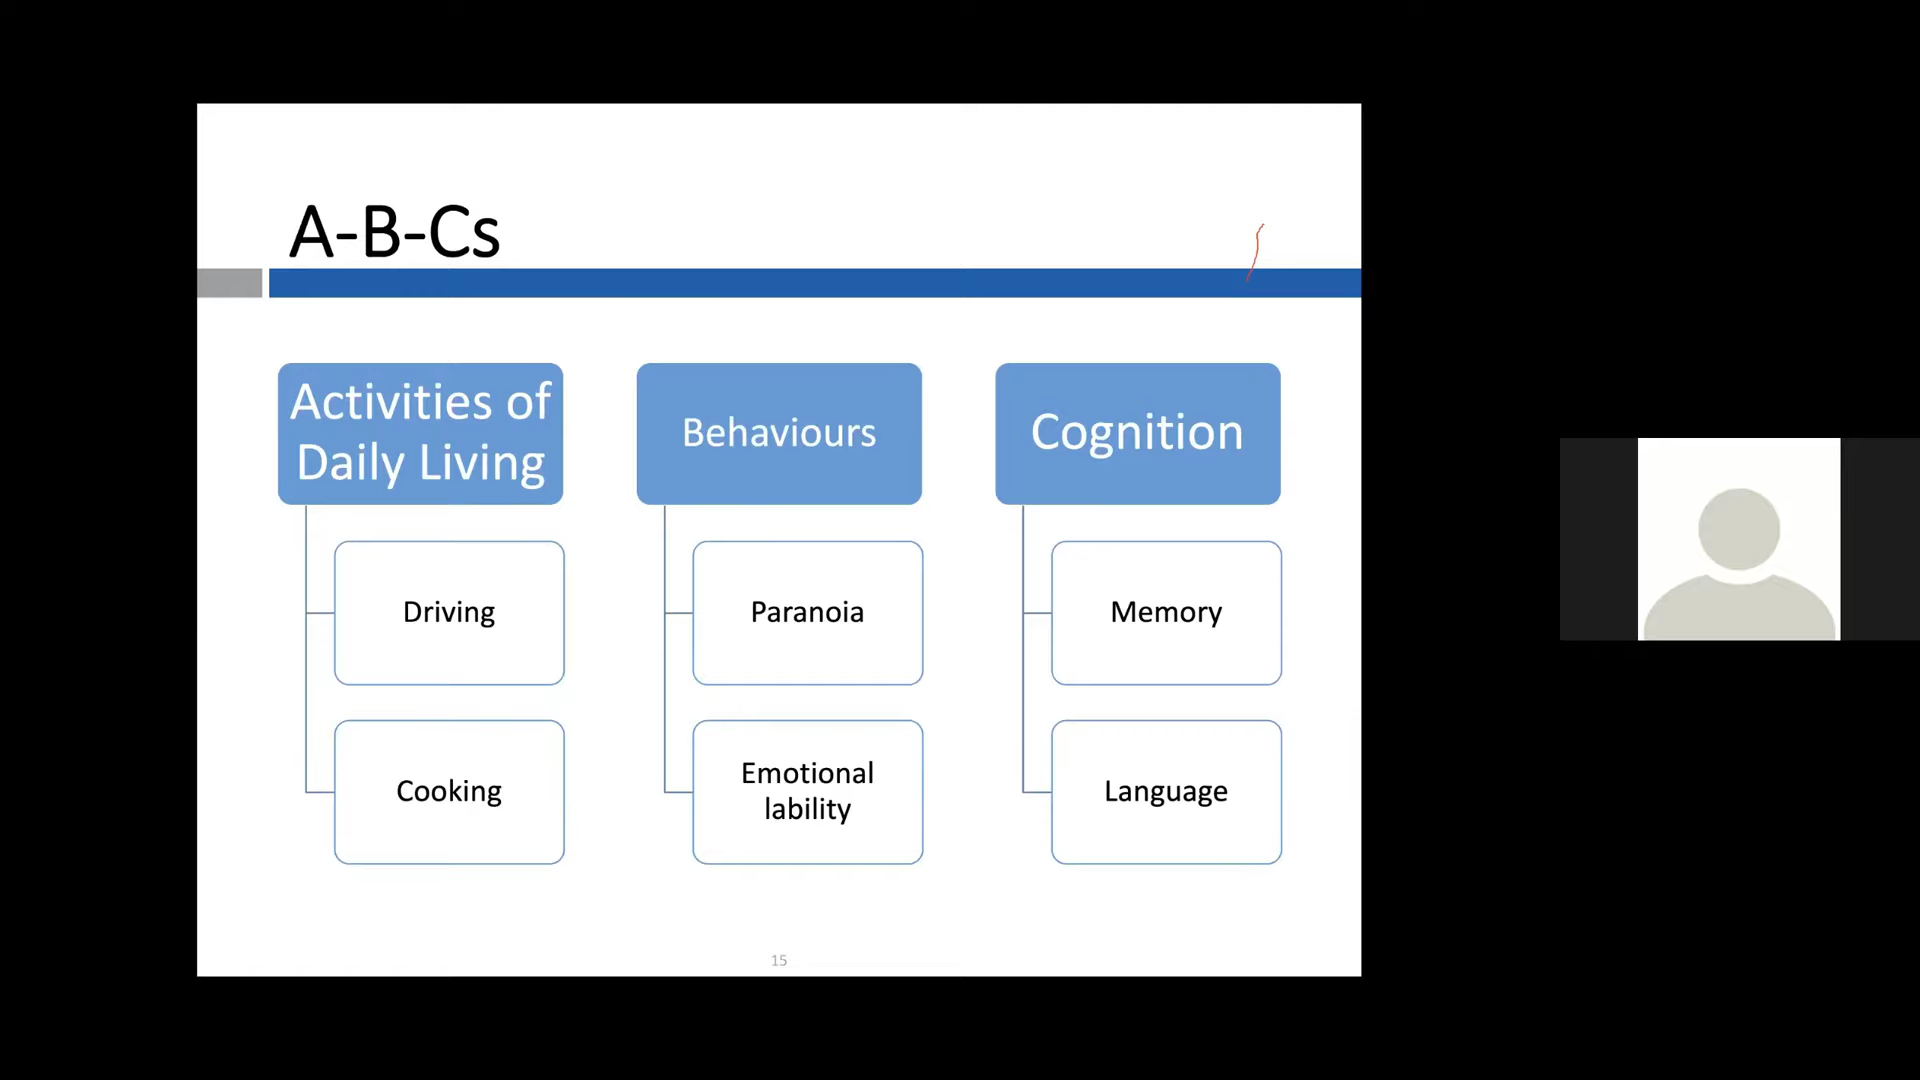 A-B-Cs
Activities of
Daily Living
Driving
Cooking
Behaviours
Paranoia
Emotional
lability
Cognition
Memory
Language
15